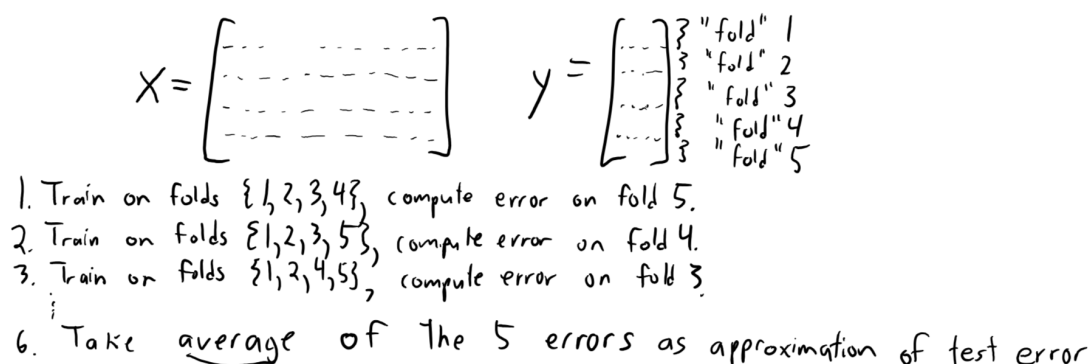 X = y = } "fold" 1
} "fold" 2
} "fold" 3
} "fold" 4
} "fold" 5
1. Train on folds {1,2,3,4}, compute error on fold 5.
2. Train on folds {1,2,3,5}, compute error on fold 4.
3. Train on folds {1,2,4,5}, compute error on fold 3.
⋮
6. Take average of the 5 errors as approximation of test error